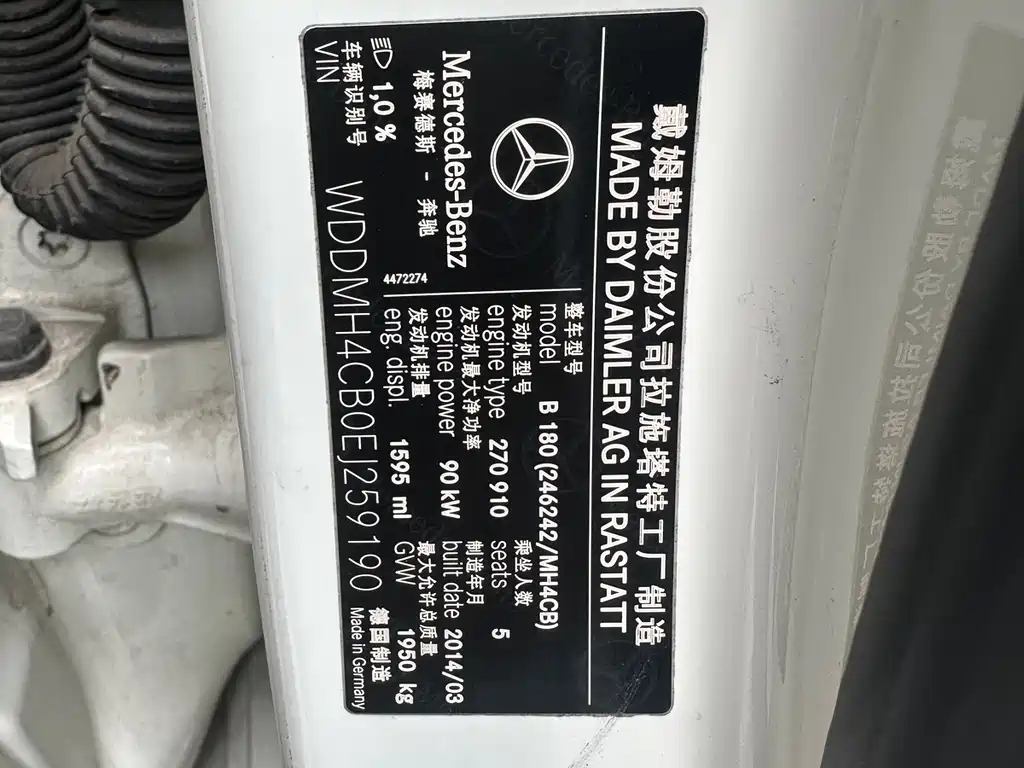 戴姆勒股份公司拉施塔特工厂制造
MADE BY DAIMLER AG IN RASTATT
Mercedes-Benz
梅赛德斯 - 奔驰
1,0 %
4472274
整车型号
model B 180 (246242/MH4CB)
发动机型号 乘坐人数
engine type 270 910 seats 5
发动机最大净功率 制造年月
engine power 90 kW built date 2014/03
发动机排量 最大允许总质量
eng. displ. 1595 ml GVW 1950 kg
车辆识别号 德国制造
VIN WDDMH4CB0EJ259190 Made in Germany